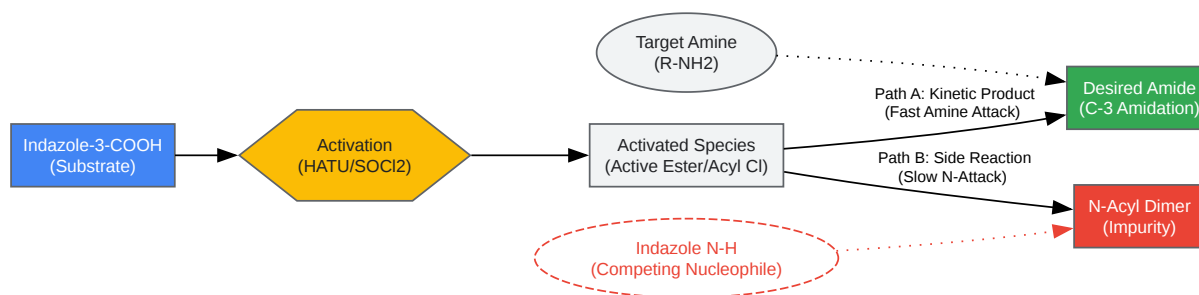 Indazole-3-COOH
(Substrate)
Activation
(HATU/SOCl2)
Target Amine
(R-NH2)
Activated Species
(Active Ester/Acyl Cl)
Path A: Kinetic Product
(Fast Amine Attack)
Path B: Side Reaction
(Slow N-Attack)
Indazole N-H
(Competing Nucleophile)
Desired Amide
(C-3 Amidation)
N-Acyl Dimer
(Impurity)